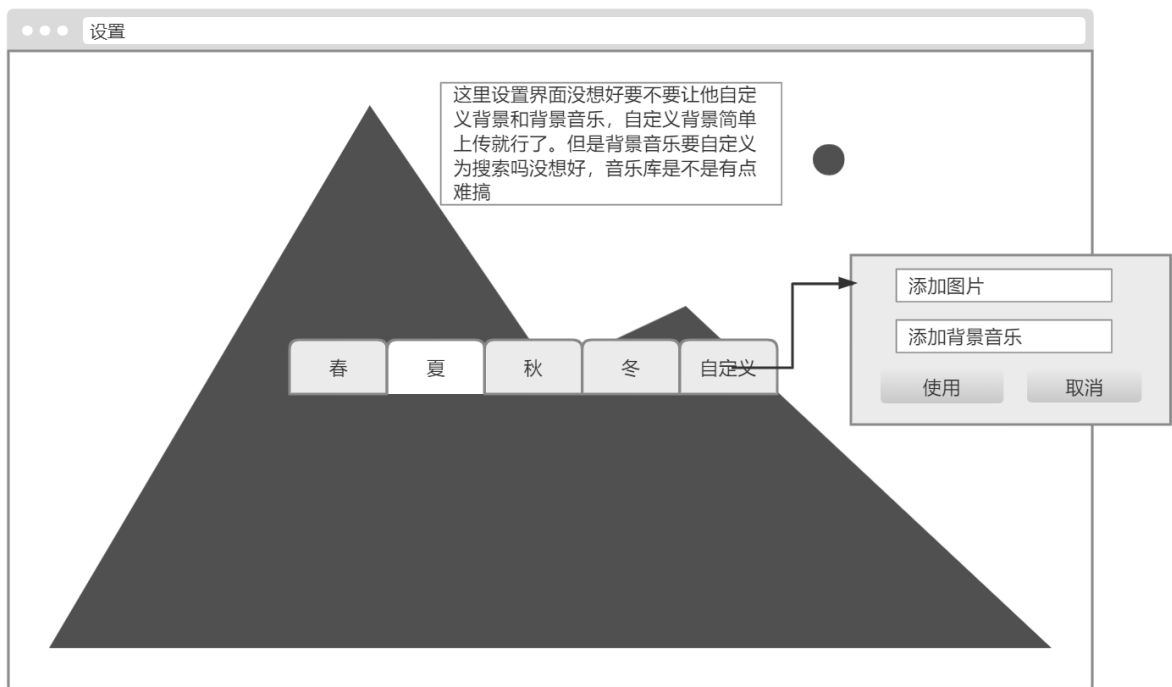 设置
这里设置界面没想好要不要让他自定
义背景和背景音乐，自定义背景简单
上传就行了。但是背景音乐要自定义
为搜索吗没想好，音乐库是不是有点
难搞
添加图片
添加背景音乐
使用
取消
春
夏
秋
冬
自定义